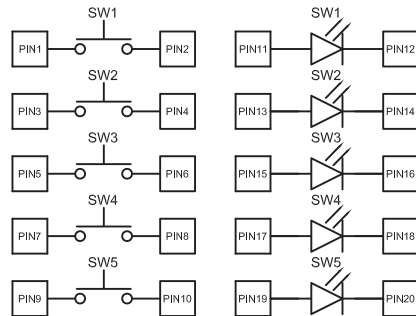 SW1 SW1
PIN1 PIN2 PIN11 PIN12
SW2 SW2
PIN3 PIN4 PIN13 PIN14
SW3 SW3
PIN5 PIN6 PIN15 PIN16
SW4 SW4
PIN7 PIN8 PIN17 PIN18
SW5 SW5
PIN9 PIN10 PIN19 PIN20